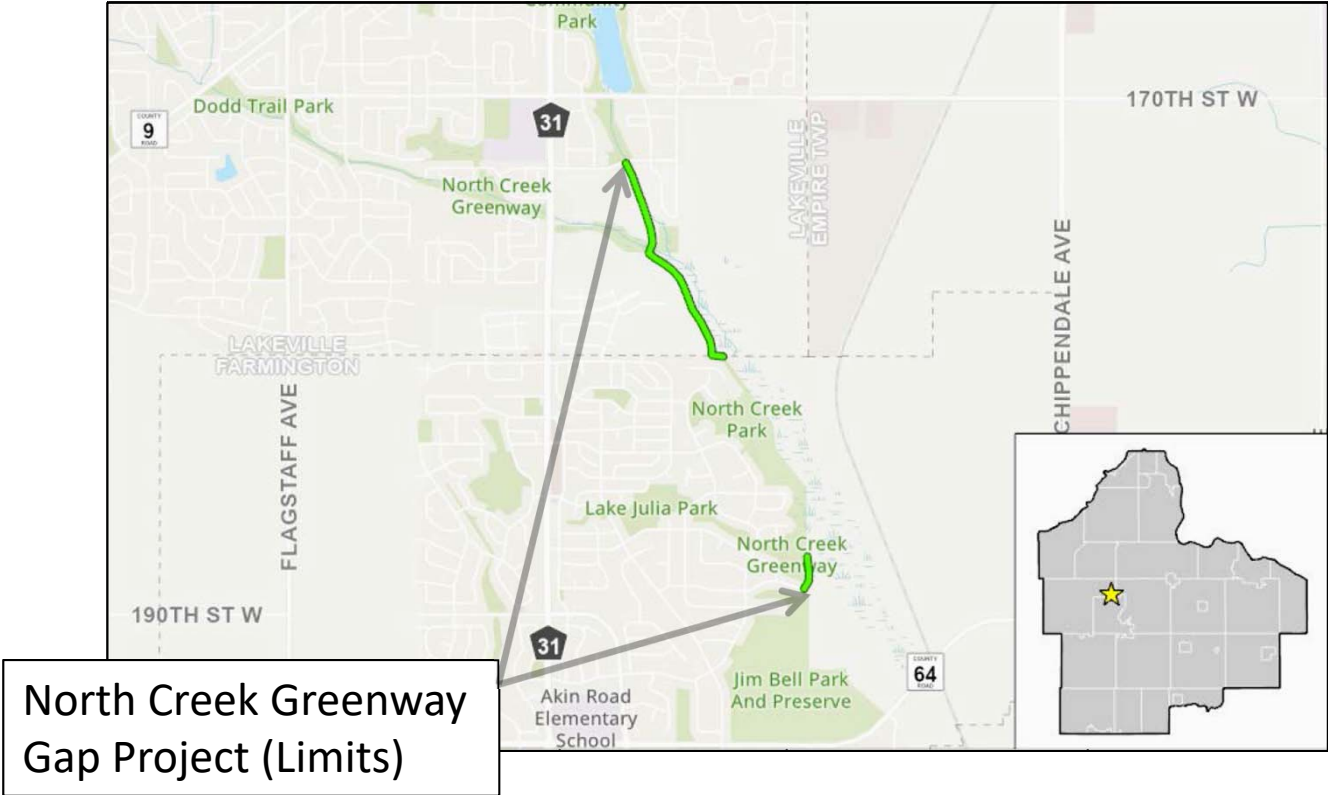 Park
Dodd Trail Park
COUNTY
9
ROAD
31
170TH ST W
North Creek
Greenway
LAKEVILLE
EMPIRE TWP
CHIPPENDALE AVE
LAKEVILLE
FARMINGTON
FLAGSTAFF AVE
North Creek
Park
Lake Julia Park
North Creek
Greenway
190TH ST W
31
Akin Road
Elementary
School
Jim Bell Park
And Preserve
COUNTY
64
ROAD
North Creek Greenway
Gap Project (Limits)